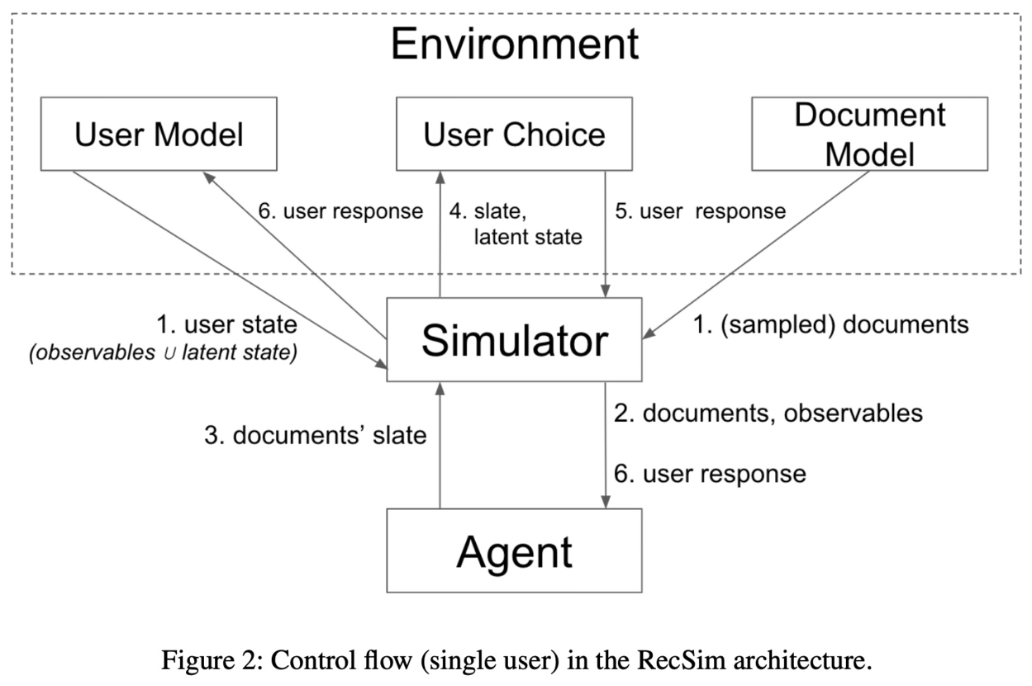 Environment
User Model
User Choice
Document
Model
6. user response
4. slate,
latent state
5. user response
1. user state
(observables ∪ latent state)
Simulator
1. (sampled) documents
3. documents’ slate
2. documents, observables
6. user response
Agent
Figure 2: Control flow (single user) in the RecSim architecture.